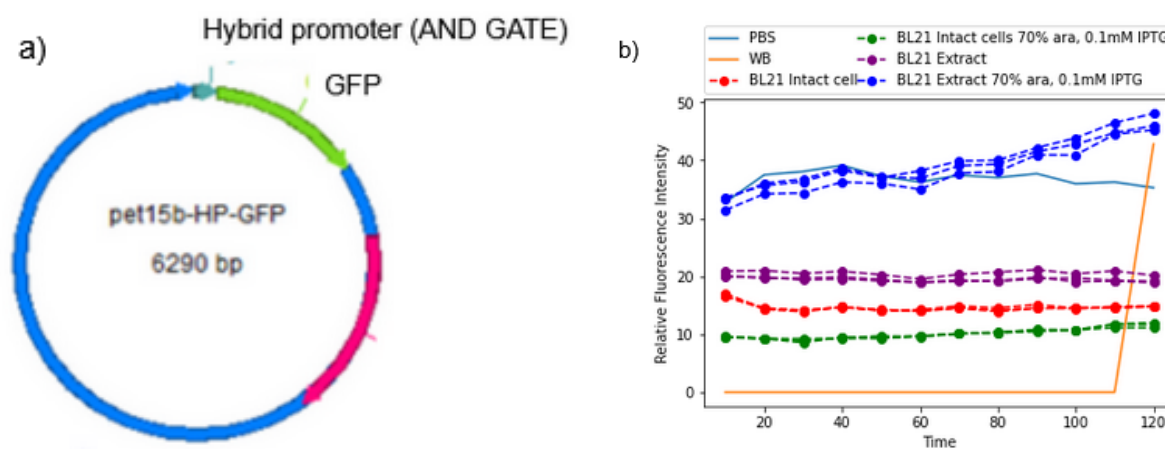 a)
Hybrid promoter (AND GATE)
GFP
pet15b-HP-GFP
6290 bp
b)
PBS
WB
BL21 Intact cell
BL21 Intact cells 70% ara, 0.1mM IPTG
BL21 Extract
BL21 Extract 70% ara, 0.1mM IPTG
Relative Fluorescence Intensity
50
40
30
20
10
0
20 40 60 80 100 120
Time